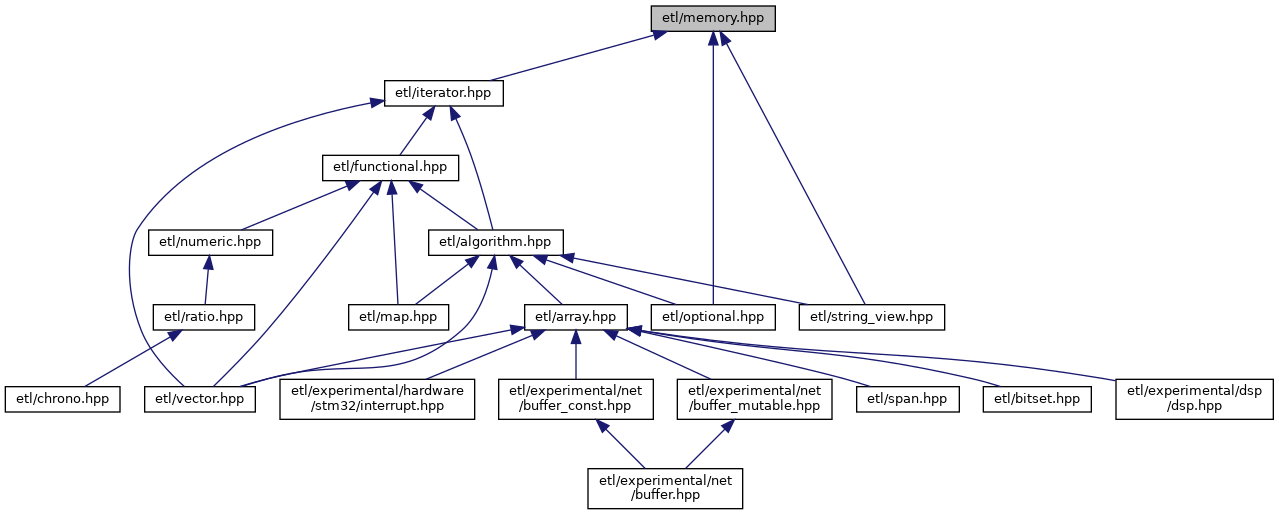 etl/memory.hpp
etl/iterator.hpp
etl/functional.hpp
etl/numeric.hpp
etl/algorithm.hpp
etl/ratio.hpp
etl/map.hpp
etl/array.hpp
etl/optional.hpp
etl/string_view.hpp
etl/chrono.hpp
etl/vector.hpp
etl/experimental/hardware
/stm32/interrupt.hpp
etl/experimental/net
/buffer_const.hpp
etl/experimental/net
/buffer_mutable.hpp
etl/span.hpp
etl/bitset.hpp
etl/experimental/dsp
/dsp.hpp
etl/experimental/net
/buffer.hpp